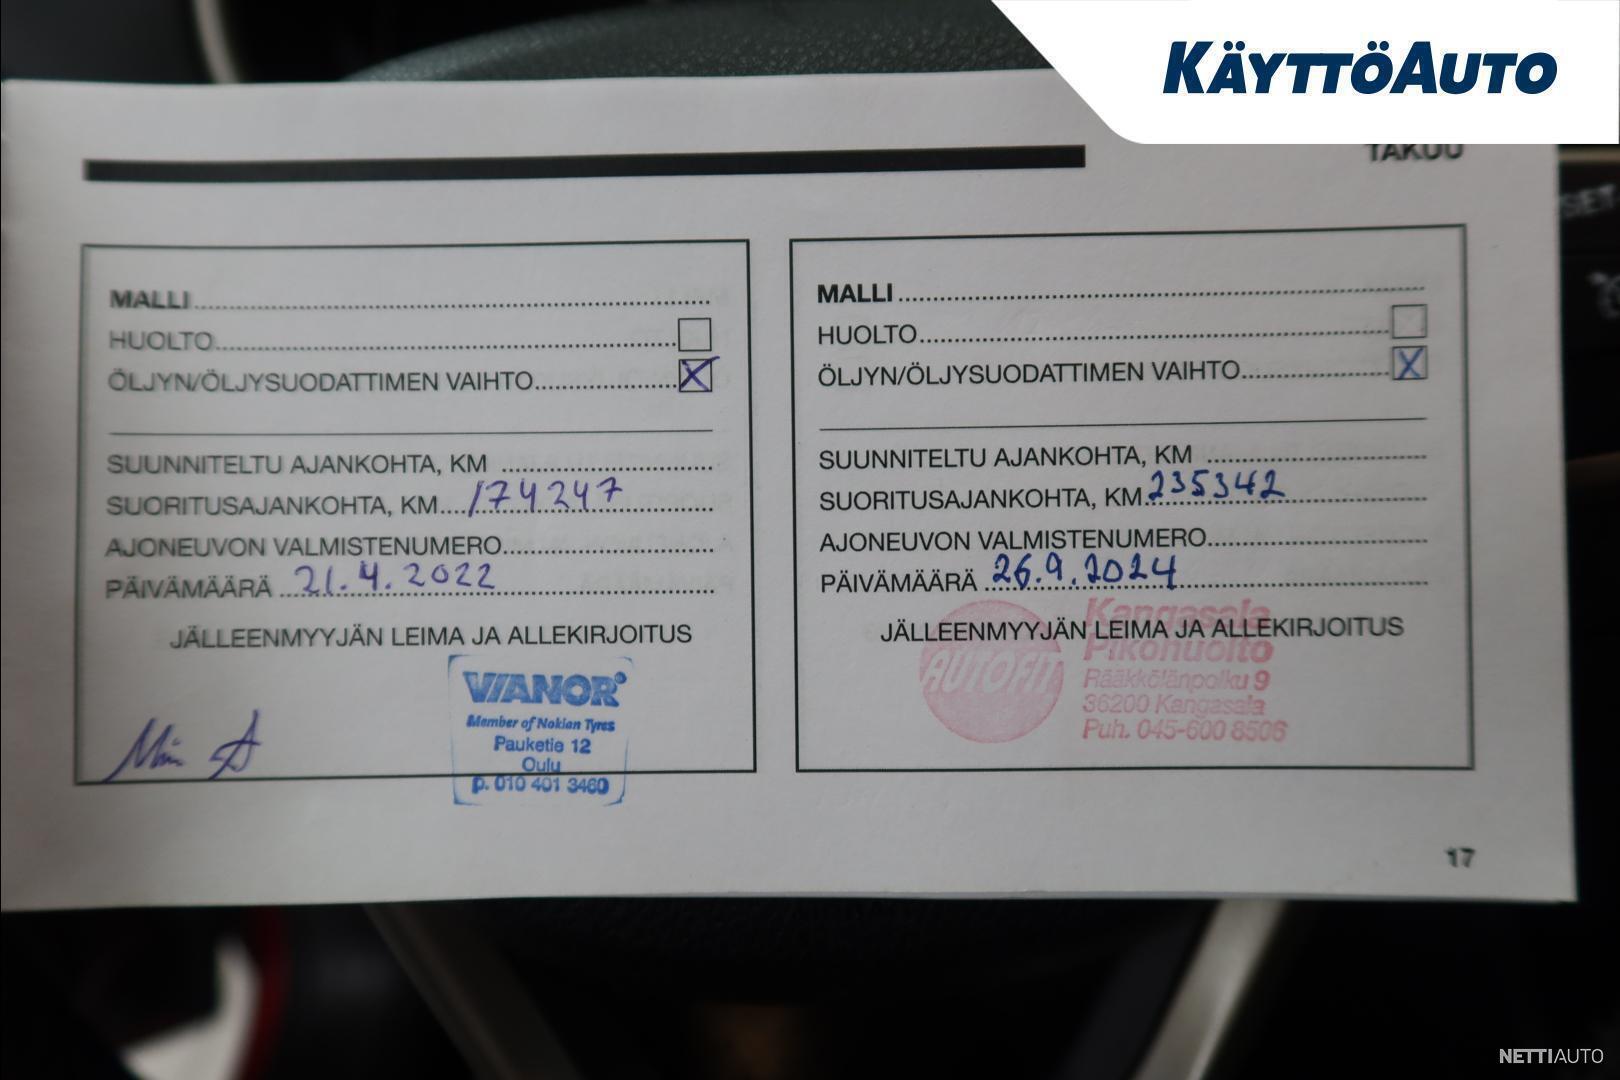 KÄYTTÖAUTO
TAKUU
MALLI
HUOLTO
ÖLJYN/ÖLJYSUODATTIMEN VAIHTO X
SUUNNITELTU AJANKOHTA, KM
SUORITUSAJANKOHTA, KM 174247
AJONEUVON VALMISTENUMERO
PÄIVÄMÄÄRÄ 21.4.2022
JÄLLEENMYYJÄN LEIMA JA ALLEKIRJOITUS
VIANOR
Member of Nokian Tyres
Pauketie 12
Oulu
p. 010 401 3460
MALLI
HUOLTO
ÖLJYN/ÖLJYSUODATTIMEN VAIHTO X
SUUNNITELTU AJANKOHTA, KM
SUORITUSAJANKOHTA, KM 235342
AJONEUVON VALMISTENUMERO
PÄIVÄMÄÄRÄ 26.9.2024
JÄLLEENMYYJÄN LEIMA JA ALLEKIRJOITUS
AUTOFIT
Kangasala
Pikohuolto
Rääkkölänpolku 9
36200 Kangasala
Puh. 045-600 8506
17
SET
NETTIAUTO